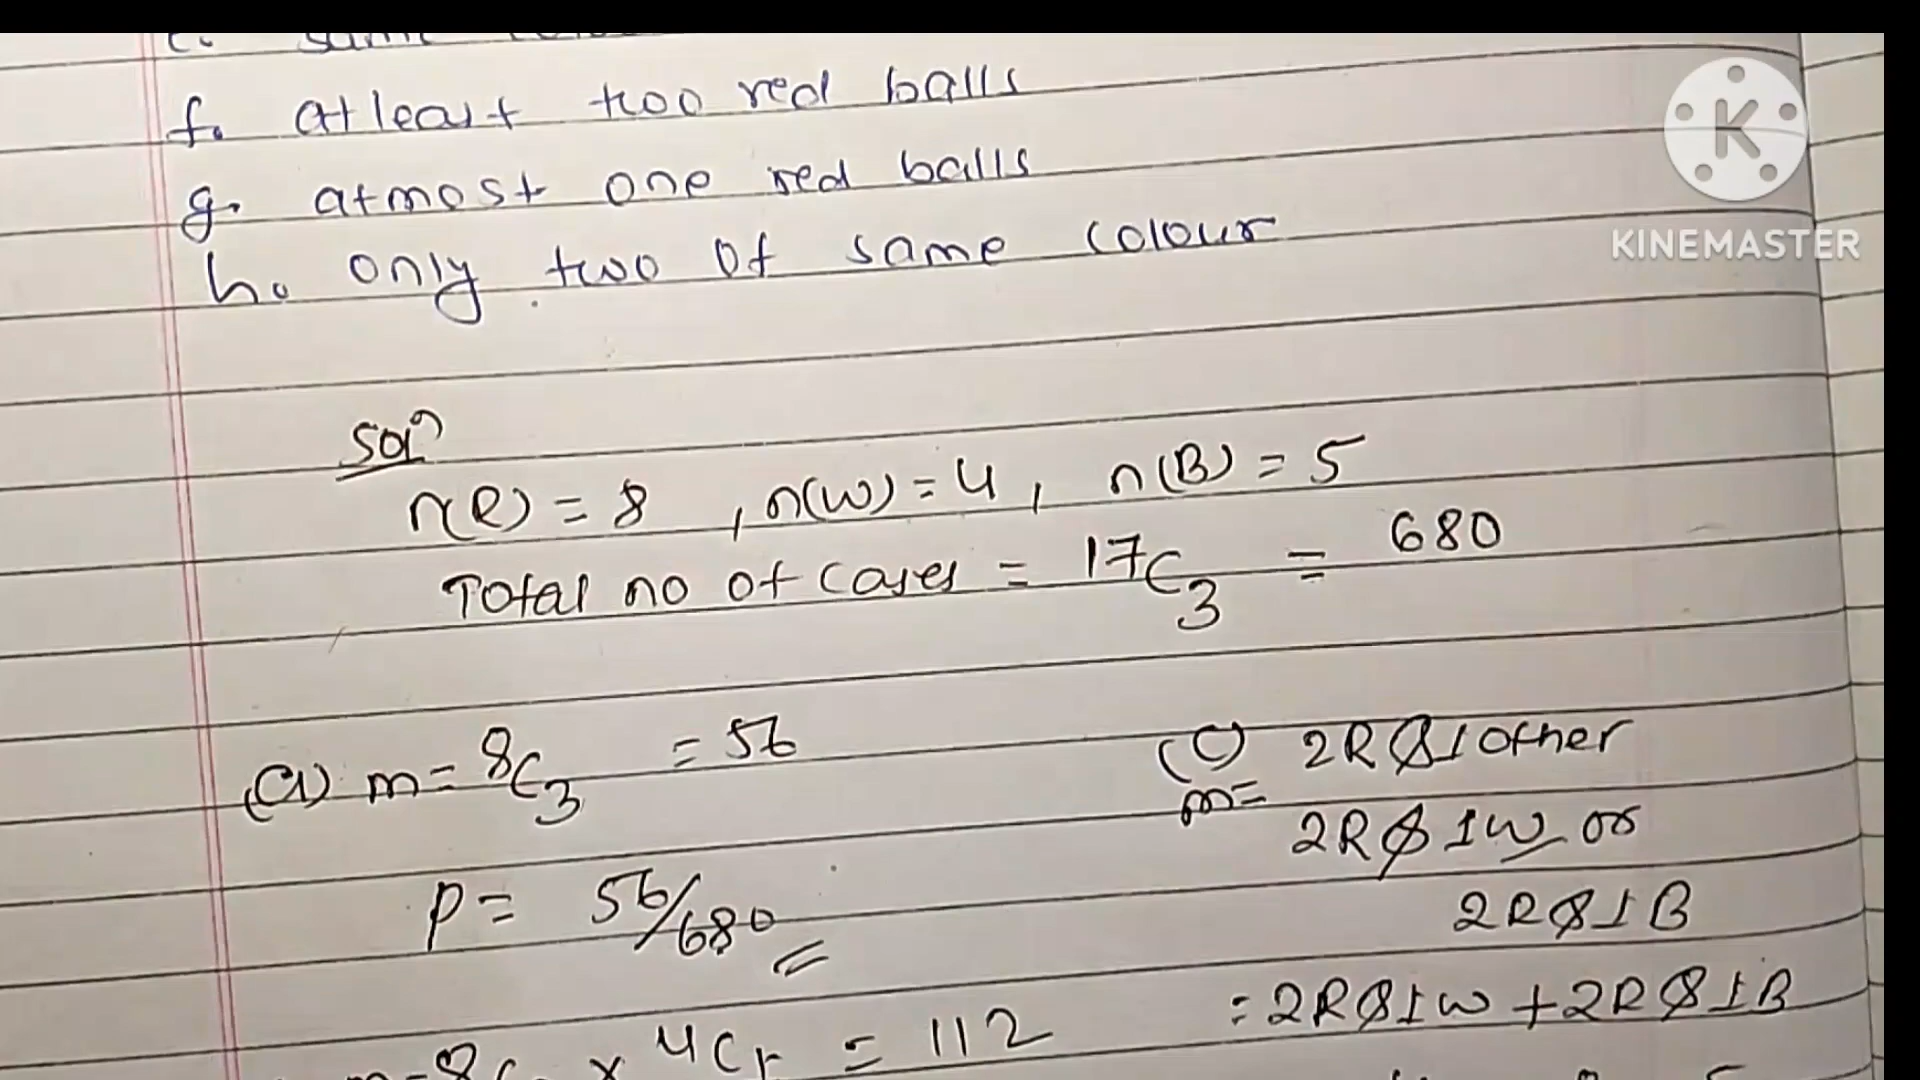 f. atleast two red balls
g. atmost one red balls
h. only two of same colour
KINEMASTER
Solⁿ
n(R) = 8 , n(W) = 4 , n(B) = 5
Total no of cases = 17C3 = 680
(a) m = 8C3 = 56
P = 56/680
= 112
(c) 2R & 1 other
m =
2R & 1W or
2R & 1B
= 2R & 1W + 2R & 1B